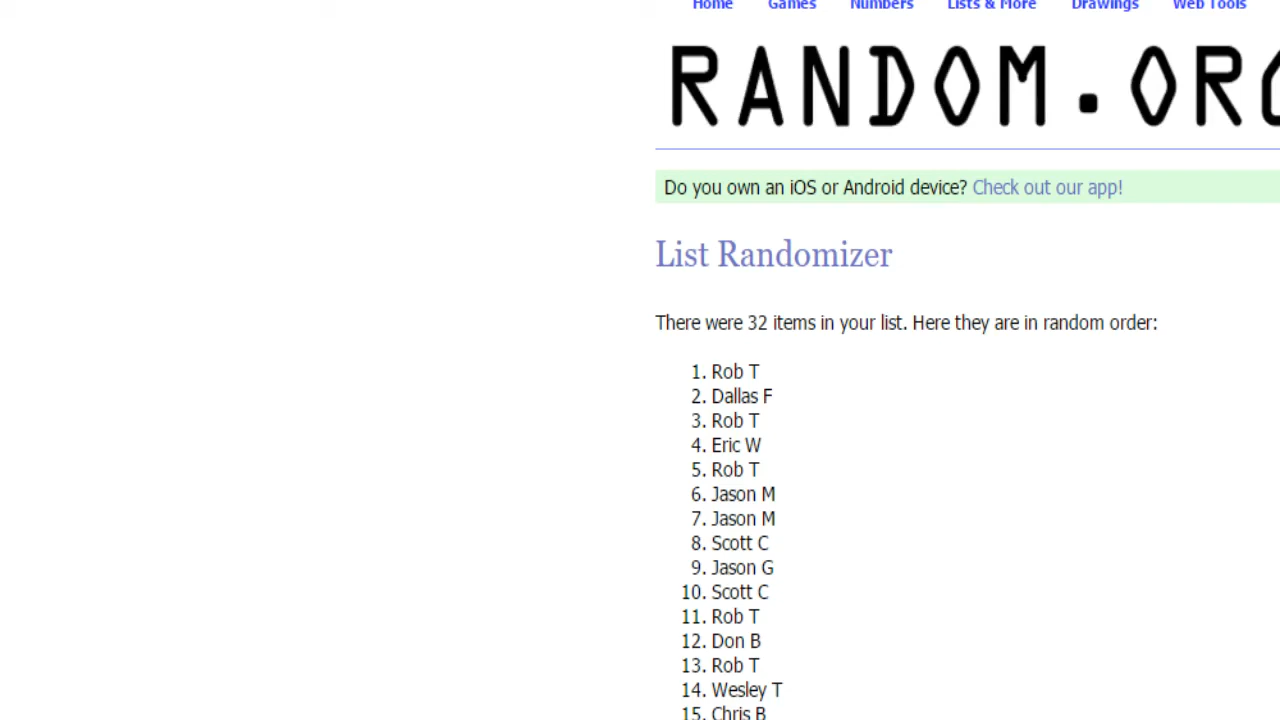 Home Games Numbers Lists & More Drawings Web Tools
RANDOM.ORG
Do you own an iOS or Android device? Check out our app!
List Randomizer
There were 32 items in your list. Here they are in random order:
1. Rob T
2. Dallas F
3. Rob T
4. Eric W
5. Rob T
6. Jason M
7. Jason M
8. Scott C
9. Jason G
10. Scott C
11. Rob T
12. Don B
13. Rob T
14. Wesley T
15. Chris B